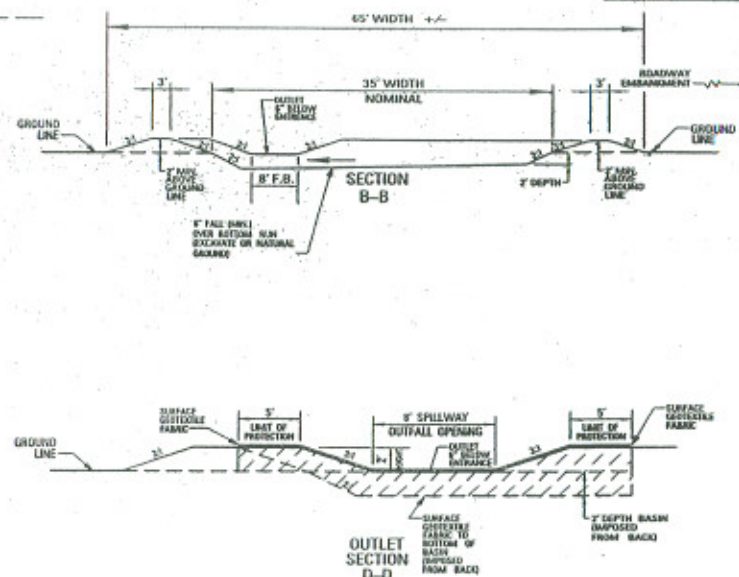 65' WIDTH +/-
3'
35' WIDTH
NOMINAL
3'
ROADWAY
EMBANKMENT
OUTLET
6" BELOW
ENTRANCE
GROUND
LINE
2:1
2:1
2:1
2:1
2:1
2:1
GROUND
LINE
2' MIN.
ABOVE
GROUND
LINE
8' F.B.
SECTION
B-B
2' DEPTH
2' MIN.
ABOVE
GROUND
LINE
6" FALL (MIN.)
OVER BOTTOM RUN
(EXCAVATE OR NATURAL
GROUND)
SURFACE
GEOTEXTILE
FABRIC
5'
LIMIT OF
PROTECTION
8' SPILLWAY
OUTFALL OPENING
5'
LIMIT OF
PROTECTION
SURFACE
GEOTEXTILE
FABRIC
GROUND
LINE
2:1
2:1
2'
OUTLET
6" BELOW
ENTRANCE
2:1
OUTLET
SECTION
D-D
SURFACE
GEOTEXTILE
FABRIC TO
BOTTOM OF
BASIN
(IMPOSED
FROM BACK)
2' DEPTH BASIN
(IMPOSED
FROM BACK)